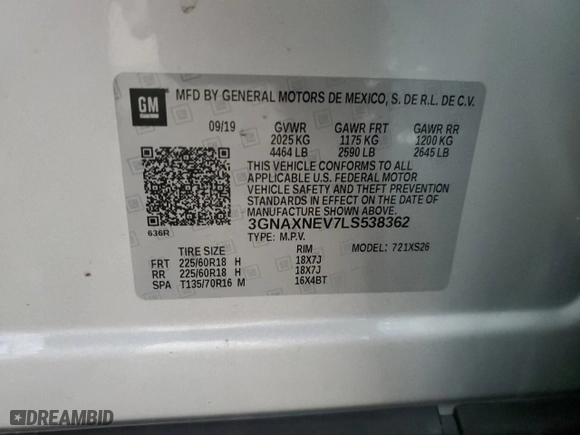 GM
MFD BY GENERAL MOTORS DE MEXICO, S. DE R.L. DE C.V.
09/19 GVWR GAWR FRT GAWR RR
2025 KG 1175 KG 1200 KG
4464 LB 2590 LB 2645 LB
THIS VEHICLE CONFORMS TO ALL
APPLICABLE U.S. FEDERAL MOTOR
VEHICLE SAFETY AND THEFT PREVENTION
STANDARDS IN EFFECT ON THE DATE
OF MANUFACTURE SHOWN ABOVE.
3GNAXNEV7LS538362
636R
TYPE: M.P.V. MODEL: 721XS26
TIRE SIZE RIM
FRT 225/60R18 H 18X7J
RR 225/60R18 H 18X7J
SPA T135/70R16 M 16X4BT
DREAMBID